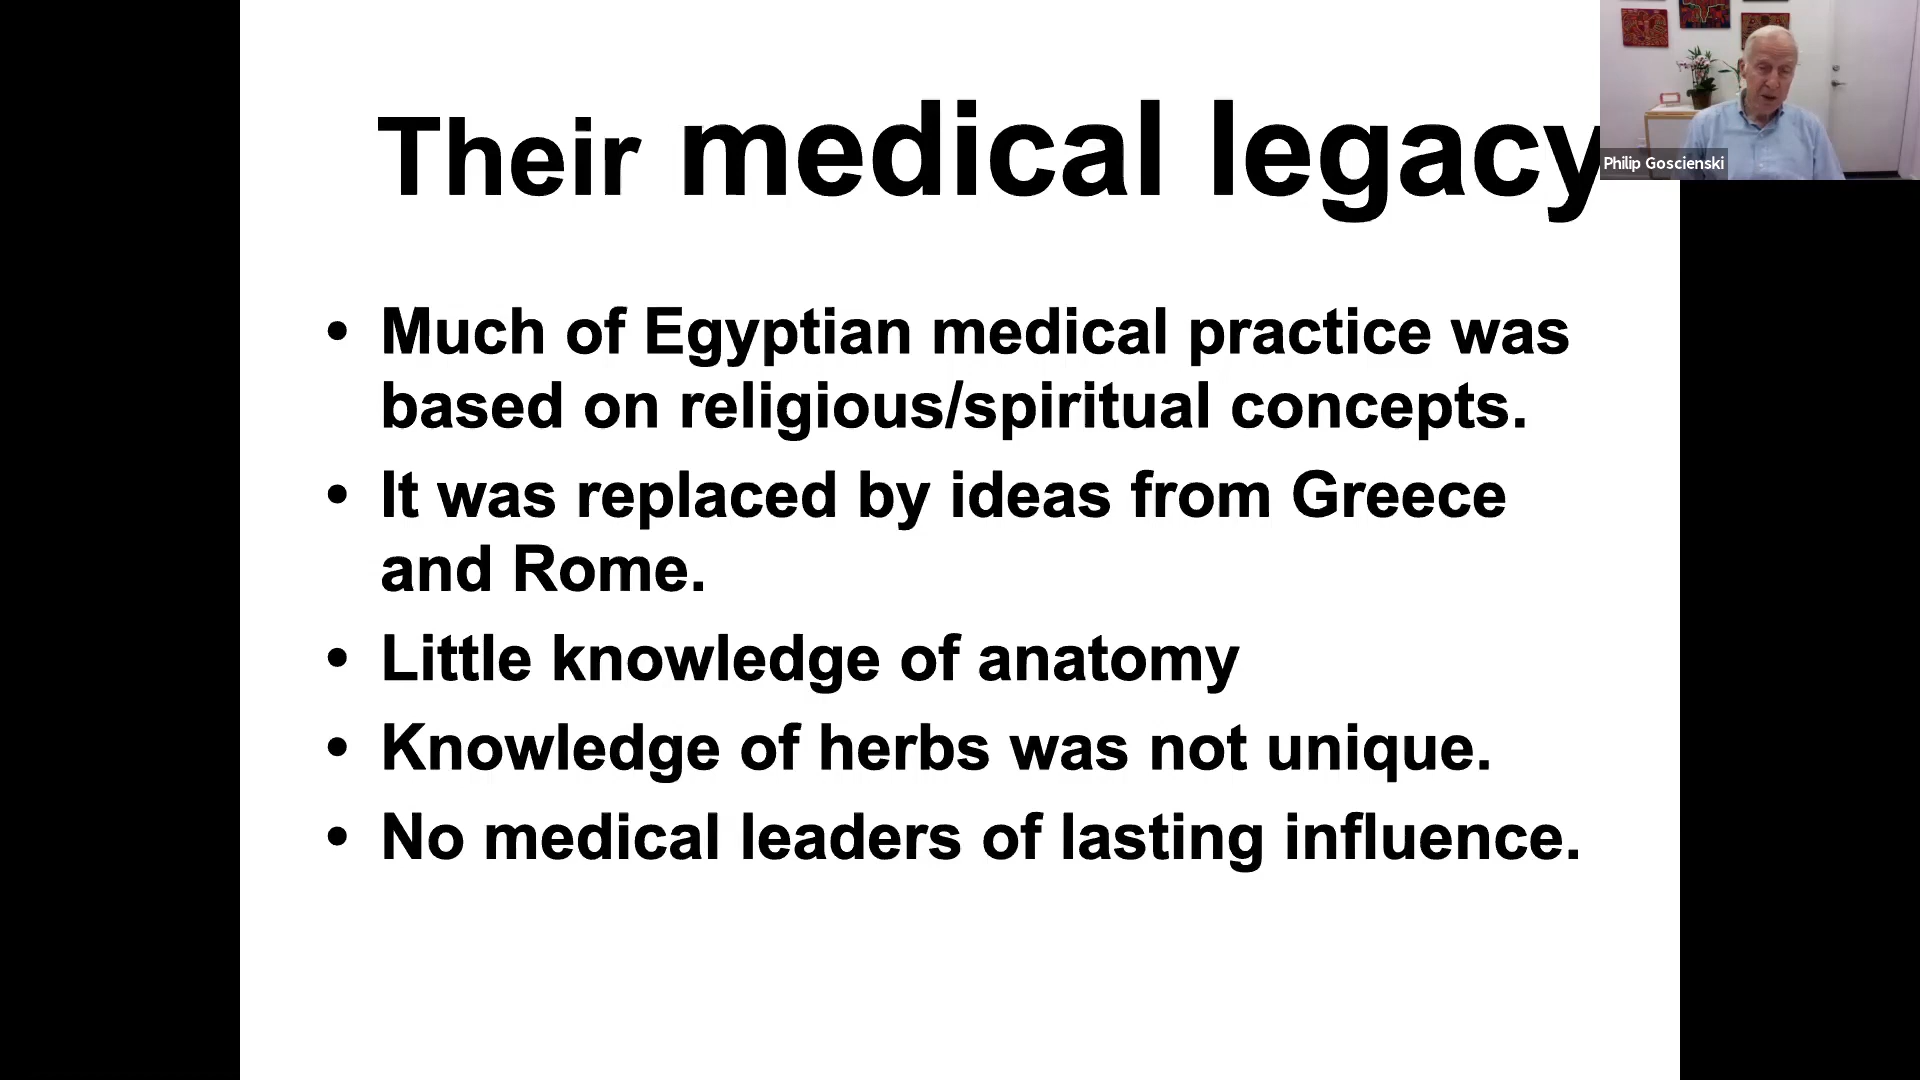 Their medical legacy
Philip Goscienski
• Much of Egyptian medical practice was
based on religious/spiritual concepts.
• It was replaced by ideas from Greece
and Rome.
• Little knowledge of anatomy
• Knowledge of herbs was not unique.
• No medical leaders of lasting influence.